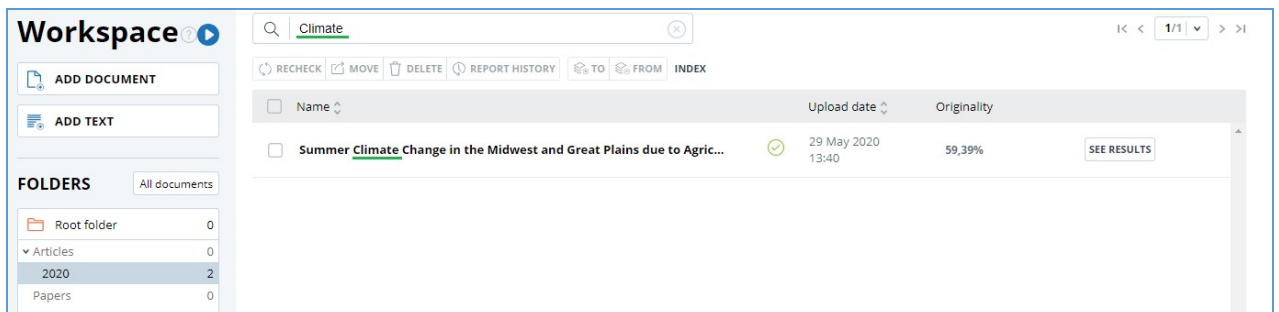 Workspace ?
ADD DOCUMENT
ADD TEXT
FOLDERS All documents
Root folder 0
Articles 0
2020 2
Papers 0
Climate
1/1
RECHECK MOVE DELETE REPORT HISTORY TO FROM INDEX
Name Upload date Originality
Summer Climate Change in the Midwest and Great Plains due to Agric... 29 May 2020 59,39% SEE RESULTS
13:40